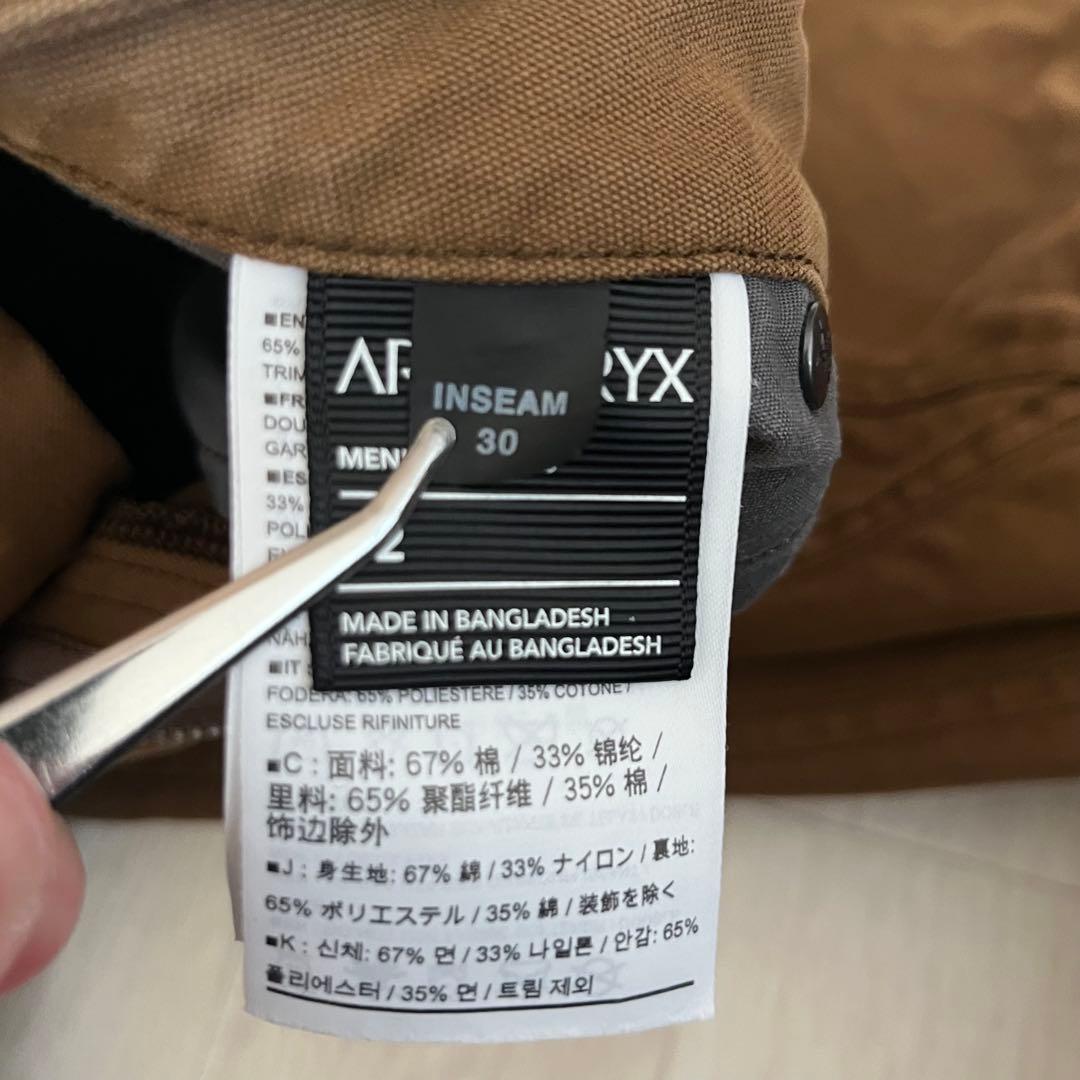 ■EN
65%
TRIM
■FR
DOU
GAR
■ES
33%
POLI
AR RYX
INSEAM
30
MEN
2
MADE IN BANGLADESH
FABRIQUÉ AU BANGLADESH
NÄH
■IT
FODERA: 65% POLIESTERE / 35% COTONE /
ESCLUSE RIFINITURE
■C : 面料: 67% 棉 / 33% 锦纶 /
里料: 65% 聚酯纤维 / 35% 棉 /
饰边除外
■J : 身生地: 67% 綿 / 33% ナイロン / 裏地:
65% ポリエステル / 35% 綿 / 装飾を除く
■K : 신체: 67% 면 / 33% 나일론 / 안감: 65%
폴리에스터 / 35% 면 / 트림 제외